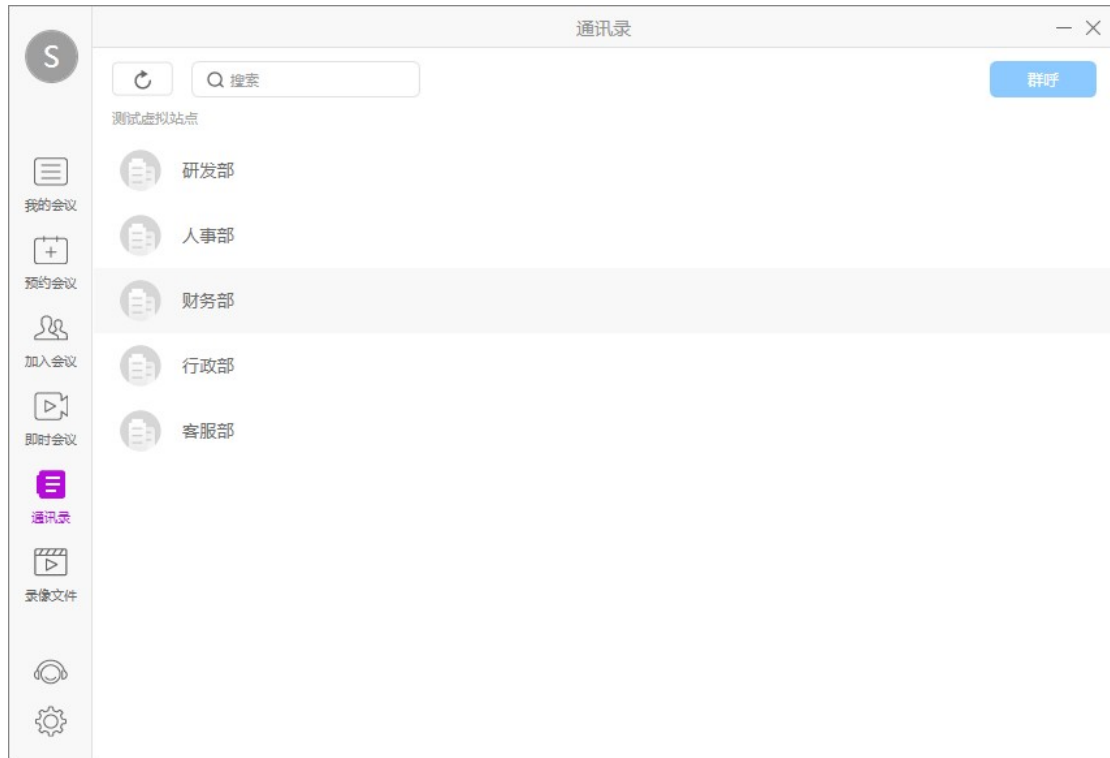 通讯录
S
搜索
群呼
测试虚拟站点
研发部
人事部
财务部
行政部
客服部
我的会议
预约会议
加入会议
即时会议
通讯录
录像文件